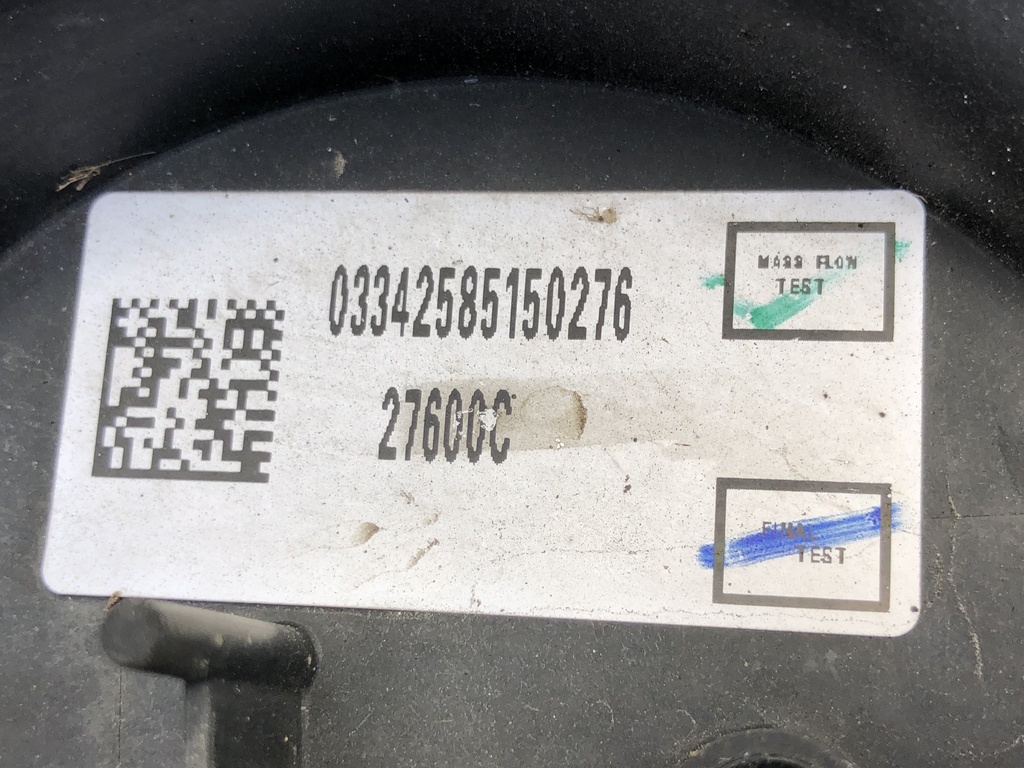 03342585150276
27600C
MASS FLOW
TEST
FINAL
TEST